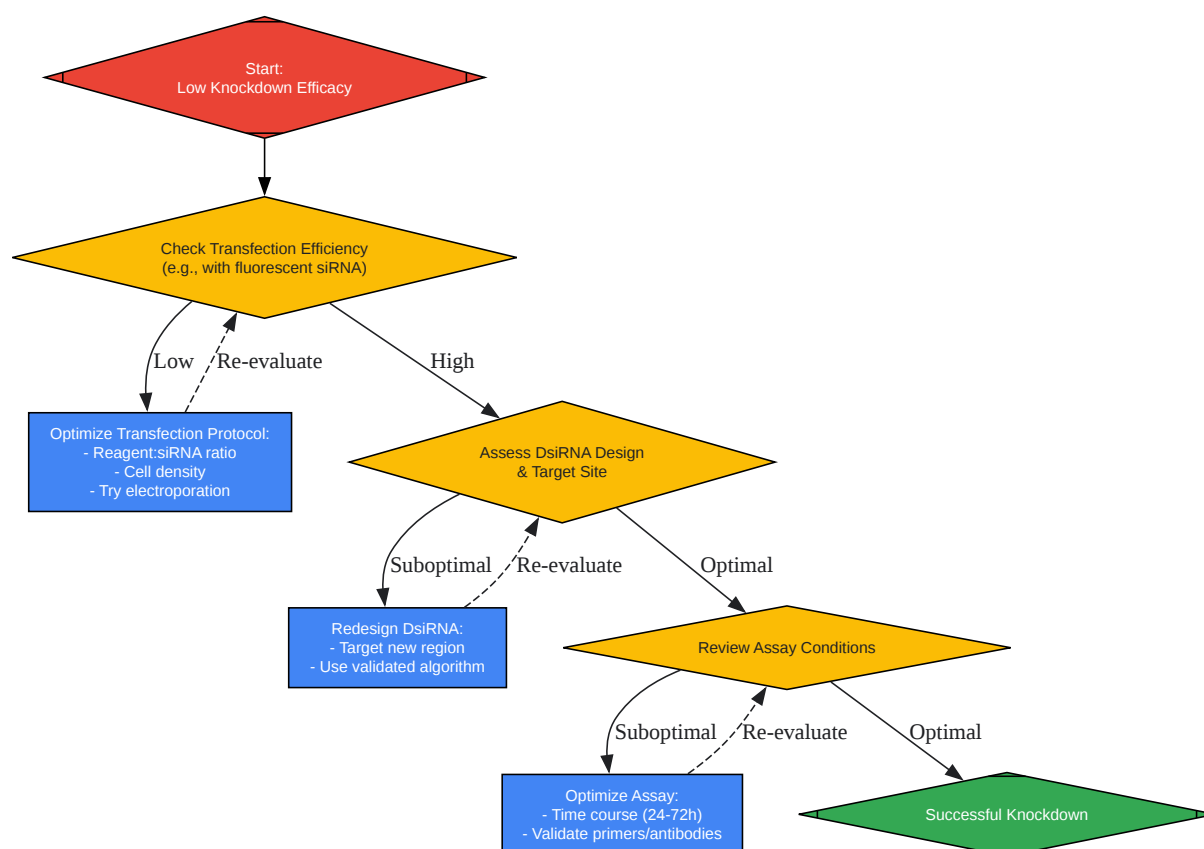 Start:
Low Knockdown Efficacy
Check Transfection Efficiency
(e.g., with fluorescent siRNA)
Low
Re-evaluate
High
Optimize Transfection Protocol:
- Reagent:siRNA ratio
- Cell density
- Try electroporation
Assess DsiRNA Design
& Target Site
Suboptimal
Re-evaluate
Optimal
Redesign DsiRNA:
- Target new region
- Use validated algorithm
Review Assay Conditions
Suboptimal
Re-evaluate
Optimal
Optimize Assay:
- Time course (24-72h)
- Validate primers/antibodies
Successful Knockdown